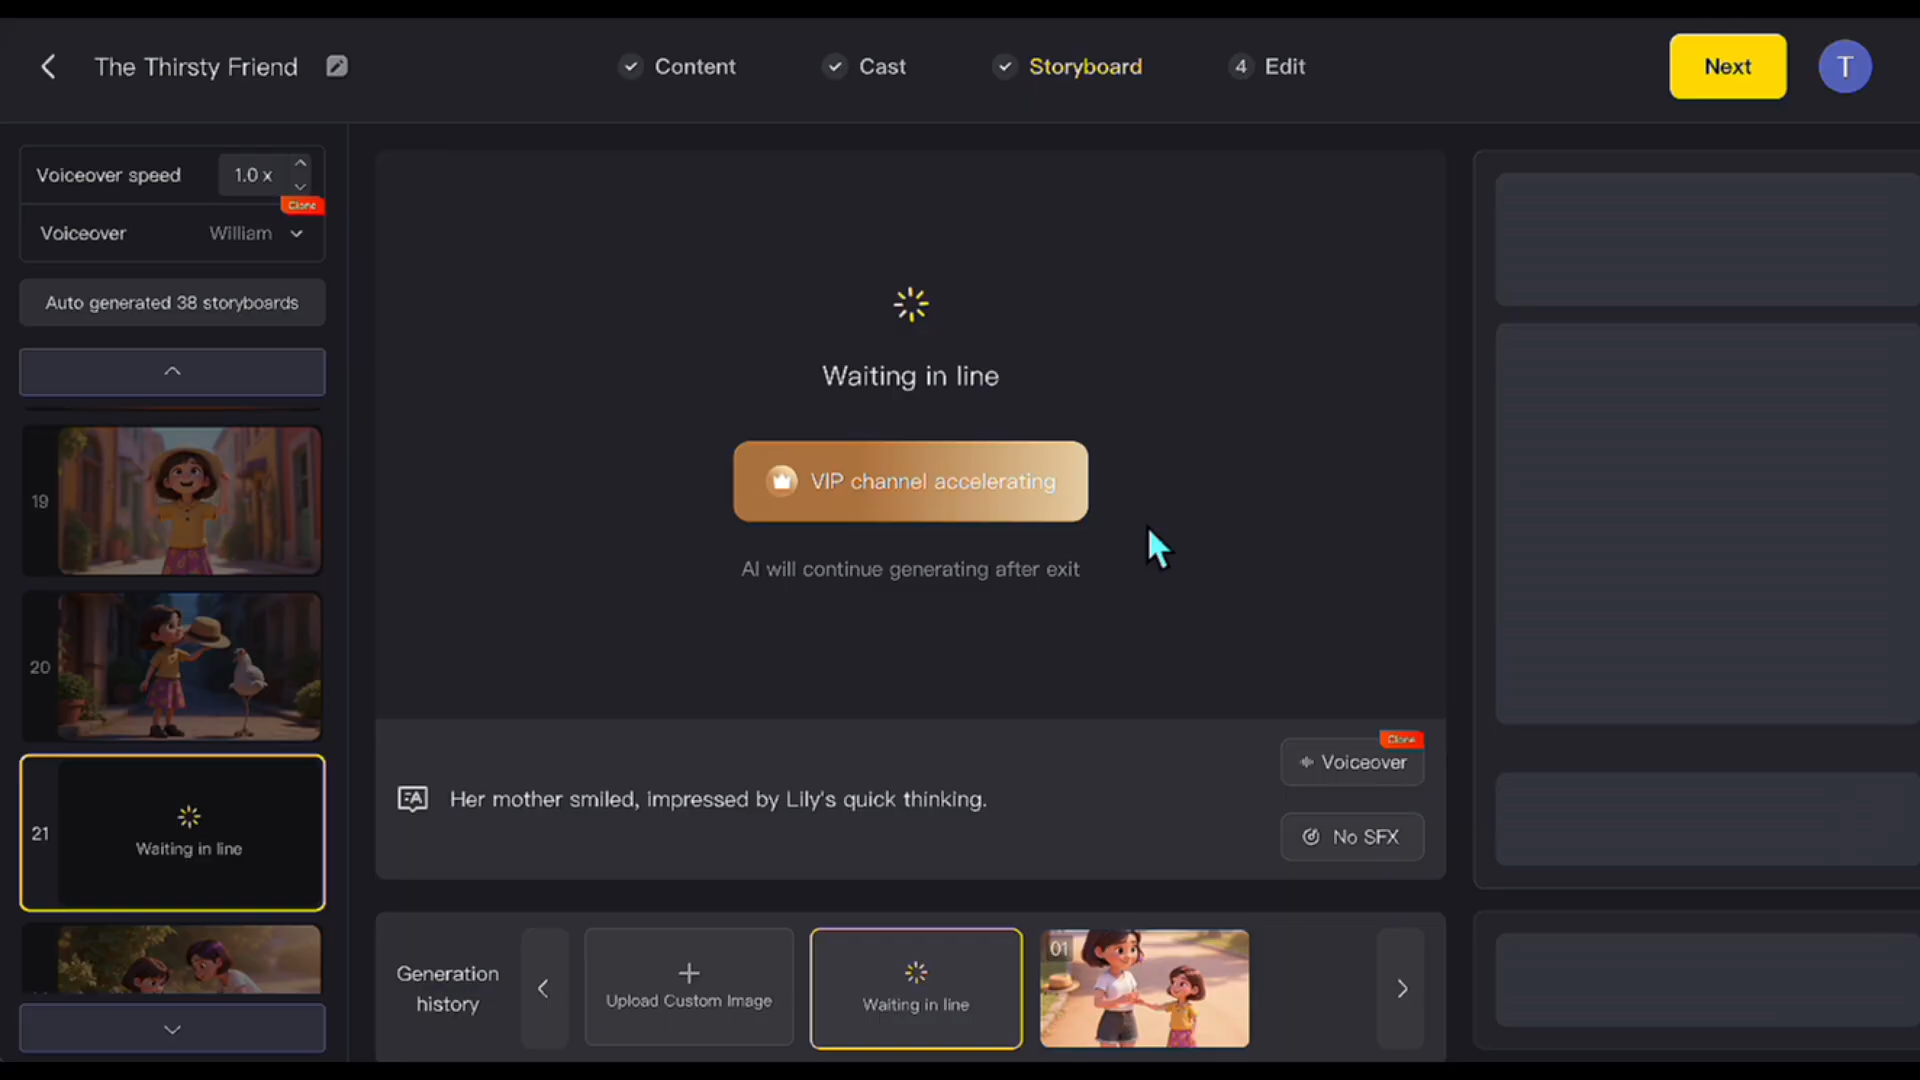 The Thirsty Friend
Content
Cast
Storyboard
4 Edit
Next
T
Voiceover speed
1.0 x
Clone
Voiceover
William
Auto generated 38 storyboards
19
20
21
Waiting in line
Waiting in line
VIP channel accelerating
AI will continue generating after exit
Her mother smiled, impressed by Lily's quick thinking.
Clone
Voiceover
No SFX
Generation
history
Upload Custom Image
Waiting in line
01